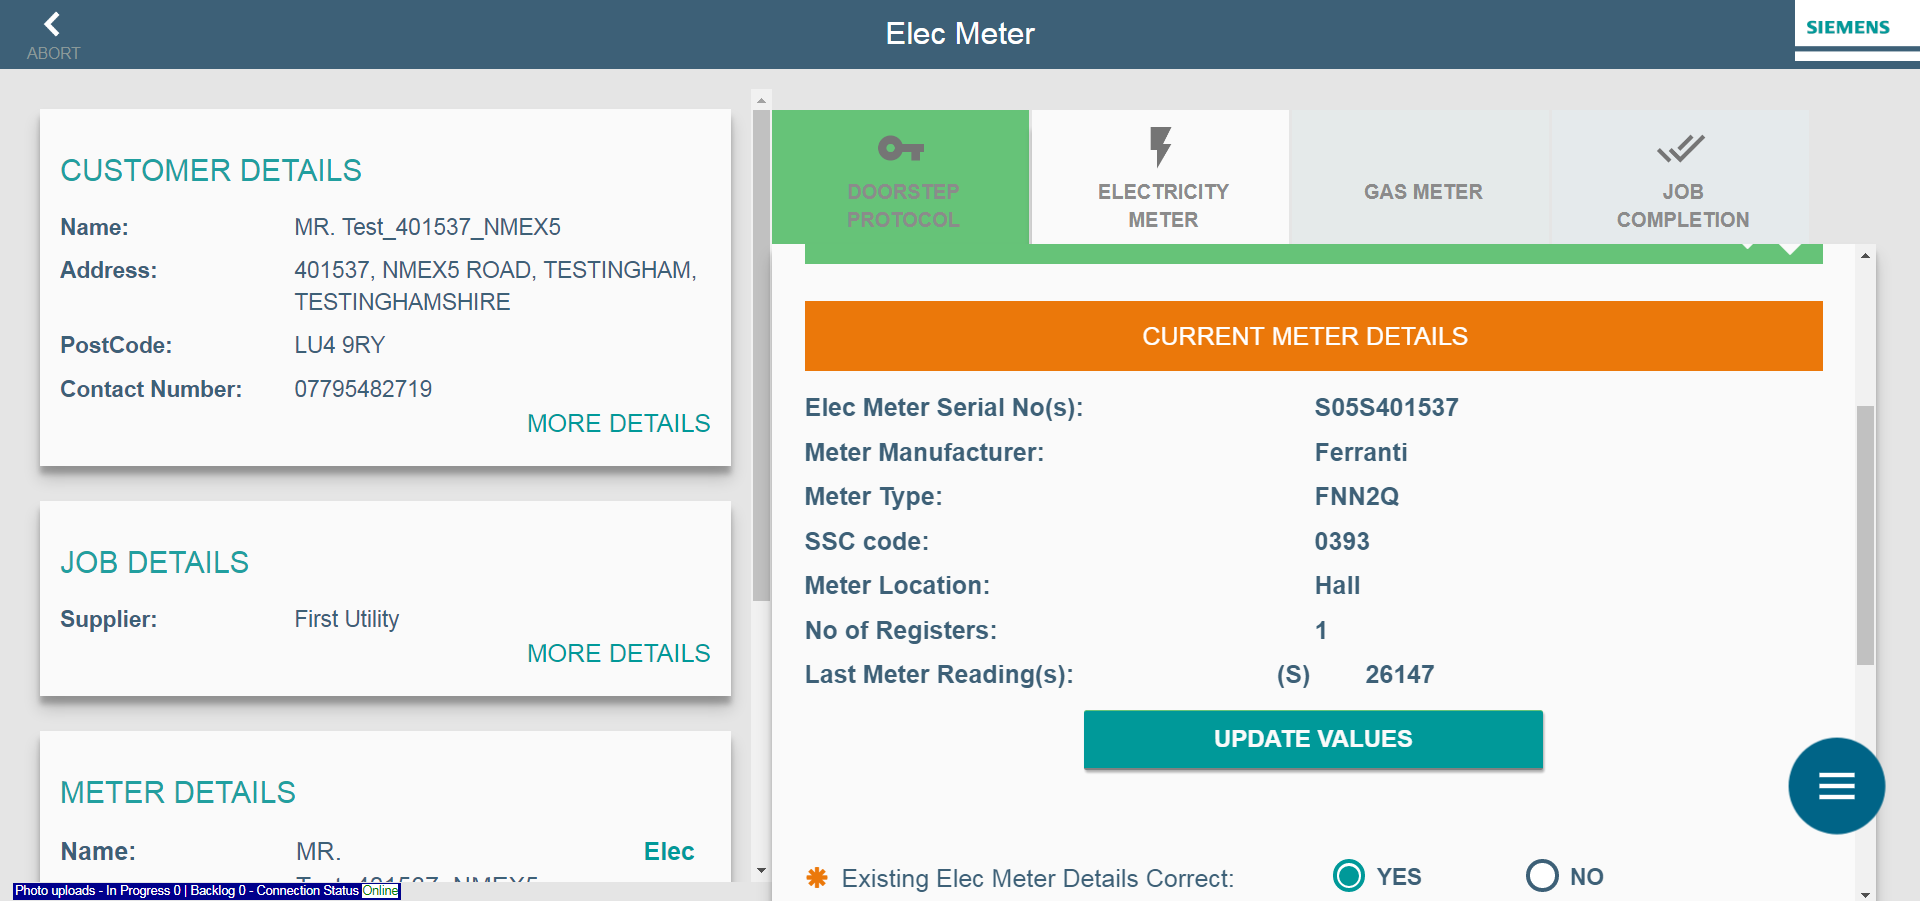 ABORT
Elec Meter
SIEMENS
CUSTOMER DETAILS
Name: MR. Test_401537_NMEX5
Address: 401537, NMEX5 ROAD, TESTINGHAM,
TESTINGHAMSHIRE
PostCode: LU4 9RY
Contact Number: 07795482719
MORE DETAILS
JOB DETAILS
Supplier: First Utility
MORE DETAILS
METER DETAILS
Name: MR. Elec
Test_401537_NMEX5
Photo uploads - In Progress 0 | Backlog 0 - Connection Status Online
DOORSTEP
PROTOCOL
ELECTRICITY
METER
GAS METER
JOB
COMPLETION
CURRENT METER DETAILS
Elec Meter Serial No(s): S05S401537
Meter Manufacturer: Ferranti
Meter Type: FNN2Q
SSC code: 0393
Meter Location: Hall
No of Registers: 1
Last Meter Reading(s): (S) 26147
UPDATE VALUES
Existing Elec Meter Details Correct: YES NO